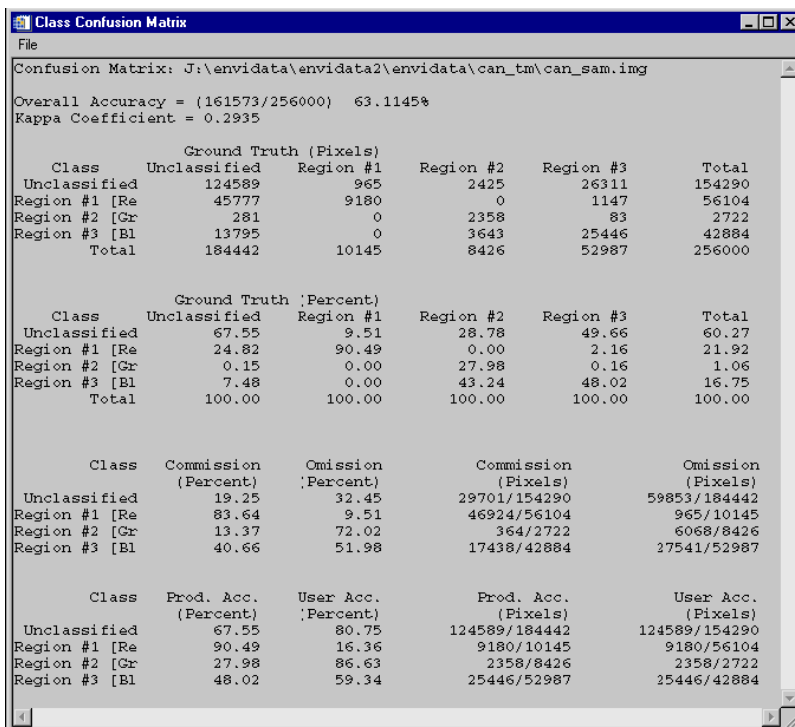 Class Confusion Matrix
File
Confusion Matrix: J:\envidata\envidata2\envidata\can_tm\can_sam.img
Overall Accuracy = (161573/256000) 63.1145%
Kappa Coefficient = 0.2935
Ground Truth (Pixels)
Class Unclassified Region #1 Region #2 Region #3 Total
Unclassified 124589 965 2425 26311 154290
Region #1 [Re 45777 9180 0 1147 56104
Region #2 [Gr 281 0 2358 83 2722
Region #3 [Bl 13795 0 3643 25446 42884
Total 184442 10145 8426 52987 256000
Ground Truth (Percent)
Class Unclassified Region #1 Region #2 Region #3 Total
Unclassified 67.55 9.51 28.78 49.66 60.27
Region #1 [Re 24.82 90.49 0.00 2.16 21.92
Region #2 [Gr 0.15 0.00 27.98 0.16 1.06
Region #3 [Bl 7.48 0.00 43.24 48.02 16.75
Total 100.00 100.00 100.00 100.00 100.00
Class Commission Omission Commission Omission
(Percent) (Percent) (Pixels) (Pixels)
Unclassified 19.25 32.45 29701/154290 59853/184442
Region #1 [Re 83.64 9.51 46924/56104 965/10145
Region #2 [Gr 13.37 72.02 364/2722 6068/8426
Region #3 [Bl 40.66 51.98 17438/42884 27541/52987
Class Prod. Acc. User Acc. Prod. Acc. User Acc.
(Percent) (Percent) (Pixels) (Pixels)
Unclassified 67.55 80.75 124589/184442 124589/154290
Region #1 [Re 90.49 16.36 9180/10145 9180/56104
Region #2 [Gr 27.98 86.63 2358/8426 2358/2722
Region #3 [Bl 48.02 59.34 25446/52987 25446/42884